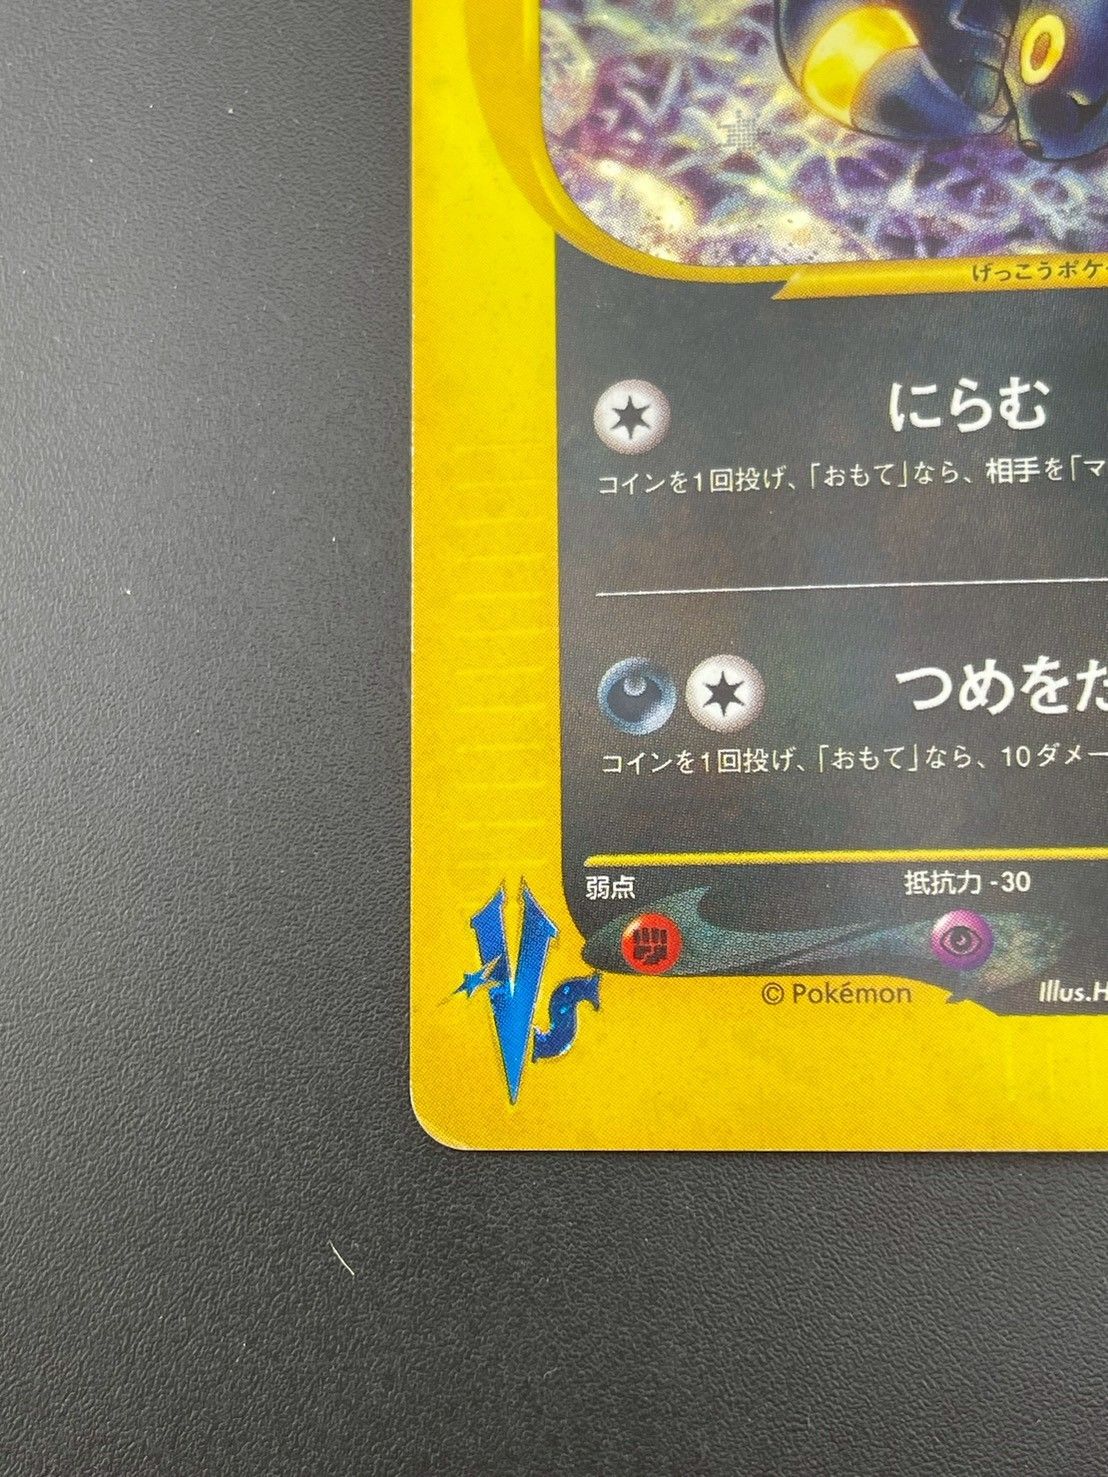 げっこうポケ
にらむ
コインを1回投げ、「おもて」なら、相手を「マ
つめをた
コインを1回投げ、「おもて」なら、10ダメー
弱点
抵抗力 -30
VS
© Pokémon
Illus.H